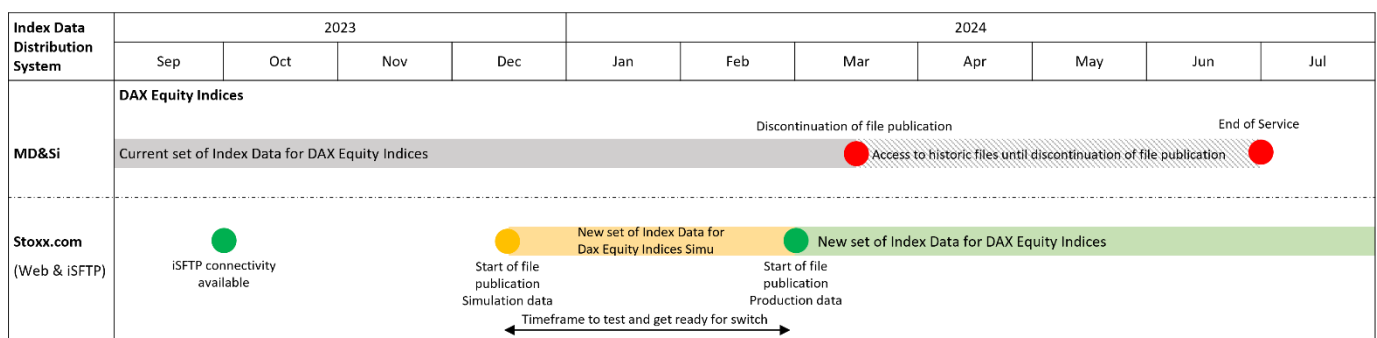 Index Data
Distribution
System
2023
2024
Sep
Oct
Nov
Dec
Jan
Feb
Mar
Apr
May
Jun
Jul
DAX Equity Indices
MD&Si
Current set of Index Data for DAX Equity Indices
Discontinuation of file publication
Access to historic files until discontinuation of file publication
End of Service
Stoxx.com
(Web & iSFTP)
iSFTP connectivity
available
New set of Index Data for
Dax Equity Indices Simu
New set of Index Data for DAX Equity Indices
Start of file
publication
Simulation data
Start of file
publication
Production data
Timeframe to test and get ready for switch